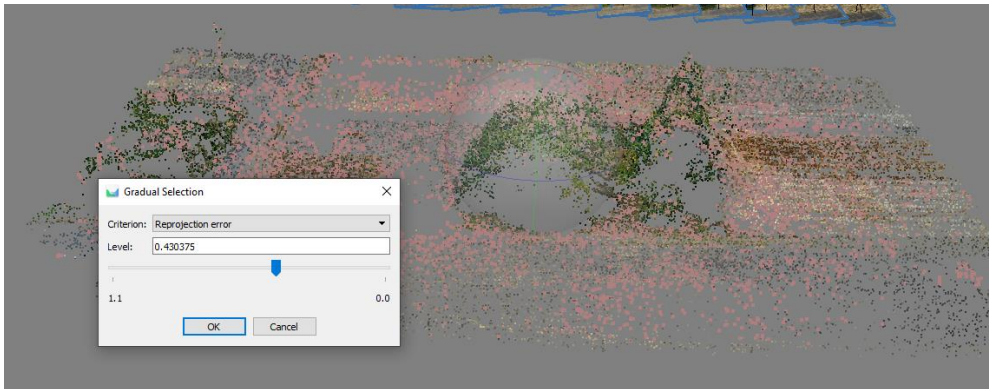 Gradual Selection
Criterion: Reprojection error
Level: 0.430375
1.1 0.0
OK Cancel